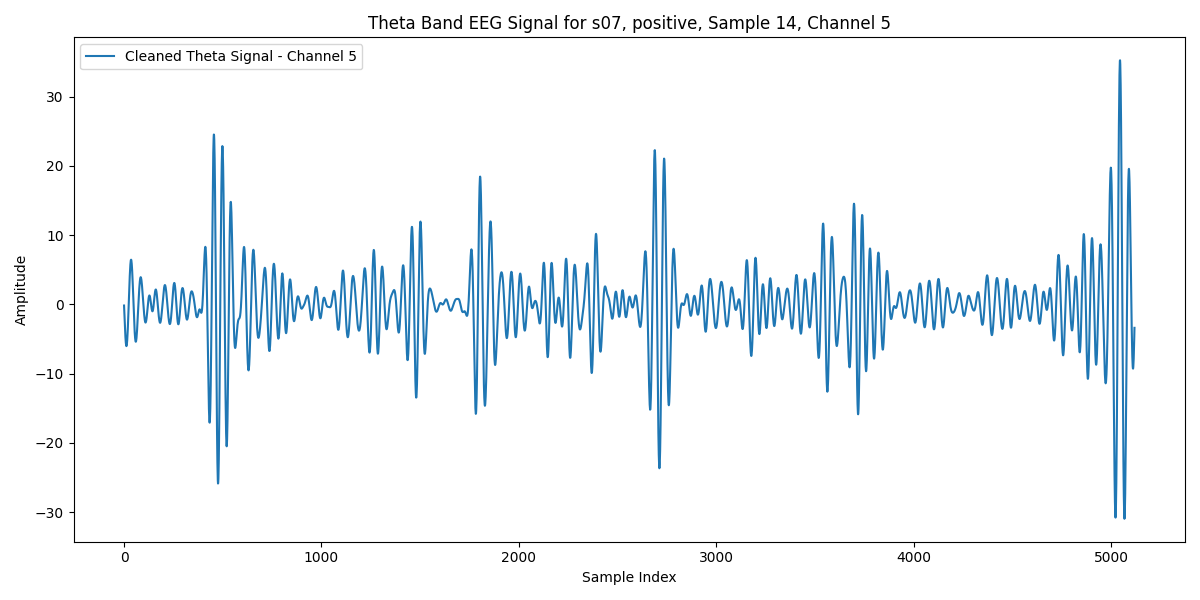 Theta Band EEG Signal for s07, positive, Sample 14, Channel 5
Cleaned Theta Signal - Channel 5
Amplitude
30
20
10
0
−10
−20
−30
0 1000 2000 3000 4000 5000
Sample Index